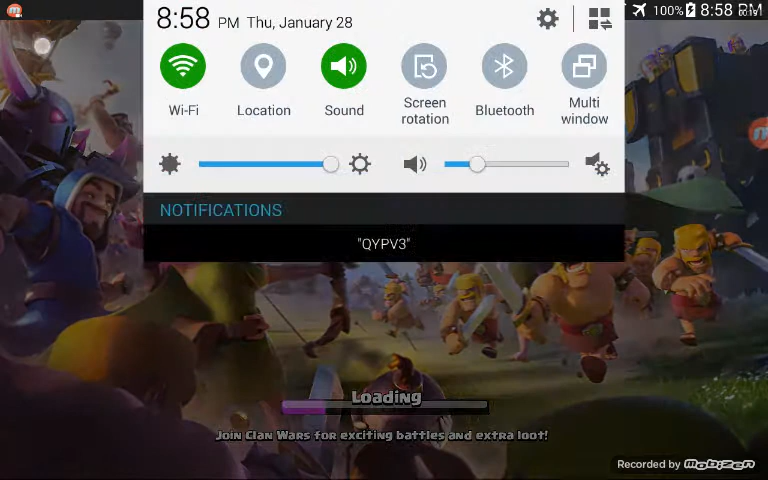 8:58 PM Thu, January 28
100% 8:58 PM
Wi-Fi
Location
Sound
Screen rotation
Bluetooth
Multi window
NOTIFICATIONS
"QYPV3"
Loading
Join Clan Wars for exciting battles and extra loot!
Recorded by Mobizen